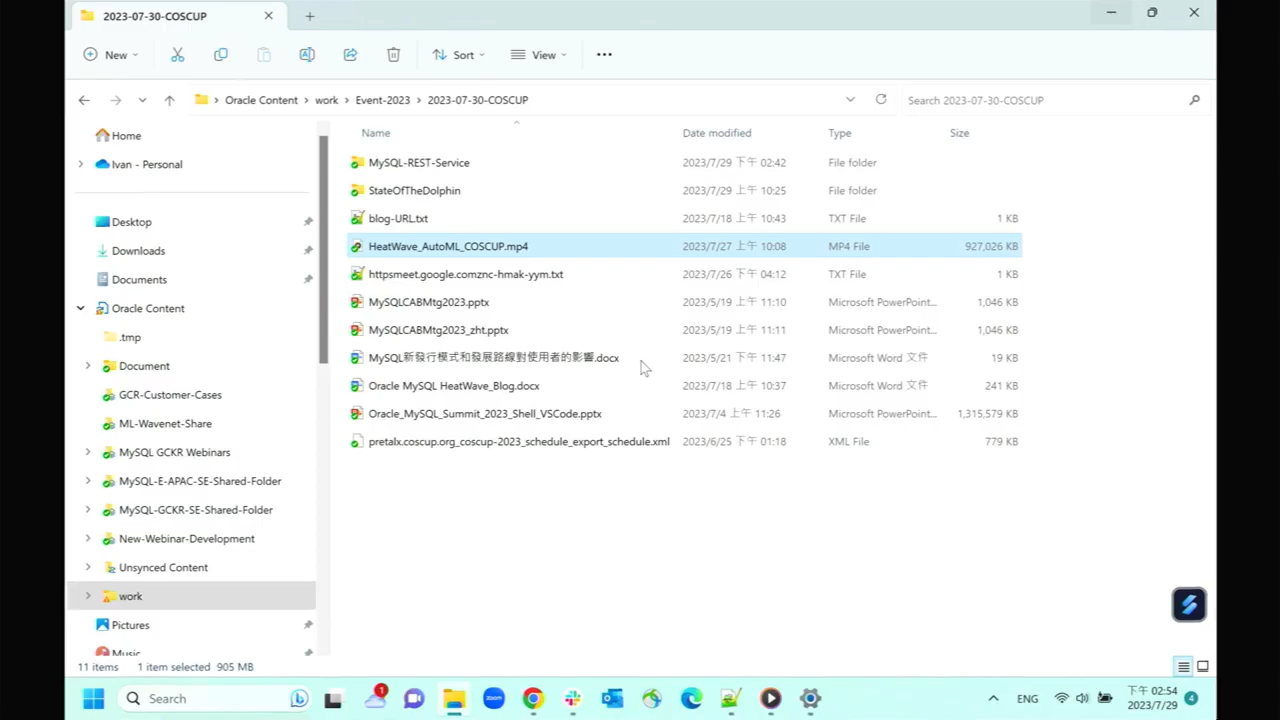 2023-07-30-COSCUP
New
Sort
View
Oracle Content
work
Event-2023
2023-07-30-COSCUP
Search 2023-07-30-COSCUP
Home
Ivan - Personal
Desktop
Downloads
Documents
Oracle Content
.tmp
Document
GCR-Customer-Cases
ML-Wavenet-Share
MySQL GCKR Webinars
MySQL-E-APAC-SE-Shared-Folder
MySQL-GCKR-SE-Shared-Folder
New-Webinar-Development
Unsynced Content
work
Pictures
Music
Name Date modified Type Size
MySQL-REST-Service 2023/7/29 下午 02:42 File folder
StateOfTheDolphin 2023/7/29 上午 10:25 File folder
blog-URL.txt 2023/7/18 上午 10:43 TXT File 1 KB
HeatWave_AutoML_COSCUP.mp4 2023/7/27 上午 10:08 MP4 File 927,026 KB
httpsmeet.google.comznc-hmak-yym.txt 2023/7/26 下午 04:12 TXT File 1 KB
MySQLCABMtg2023.pptx 2023/5/19 上午 11:10 Microsoft PowerPoint... 1,046 KB
MySQLCABMtg2023_zht.pptx 2023/5/19 上午 11:11 Microsoft PowerPoint... 1,046 KB
MySQL新發行模式和發展路線對使用者的影響.docx 2023/5/21 下午 11:47 Microsoft Word 文件 19 KB
Oracle MySQL HeatWave_Blog.docx 2023/7/18 上午 10:37 Microsoft Word 文件 241 KB
Oracle_MySQL_Summit_2023_Shell_VSCode.pptx 2023/7/4 上午 11:26 Microsoft PowerPoint... 1,315,579 KB
pretalx.coscup.org_coscup-2023_schedule_export_schedule.xml 2023/6/25 下午 01:18 XML File 779 KB
11 items 1 item selected 905 MB
Search
1
zoom
ENG
下午 02:54
2023/7/29
4